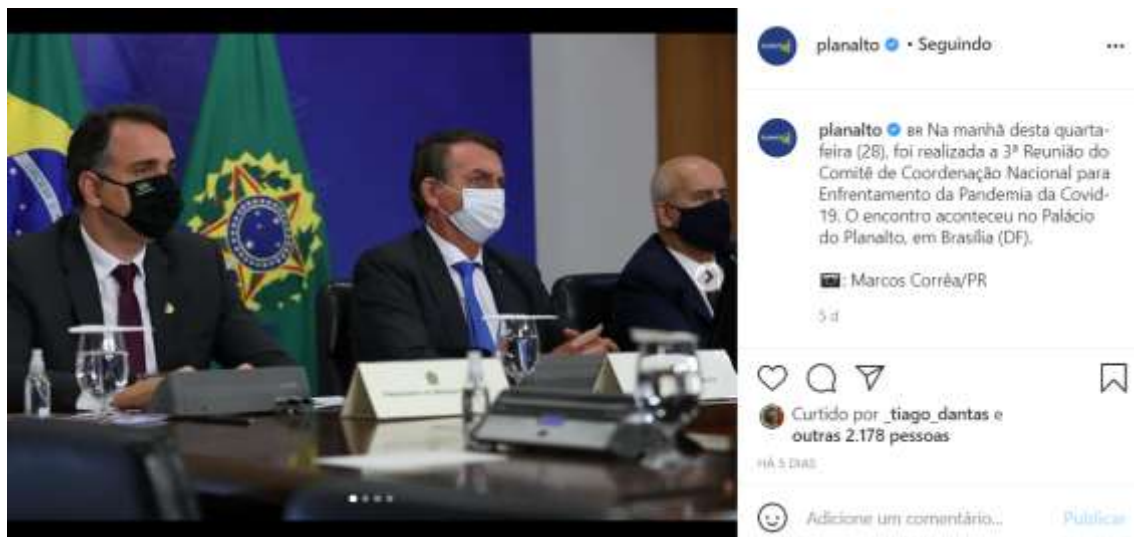 planalto • Seguindo
planalto BR Na manhã desta quarta-
feira (28), foi realizada a 3ª Reunião do
Comitê de Coordenação Nacional para
Enfrentamento da Pandemia da Covid-
19. O encontro aconteceu no Palácio
do Planalto, em Brasília (DF).
: Marcos Corrêa/PR
5 d
Curtido por _tiago_dantas e
outras 2.178 pessoas
HÁ 5 DIAS
Adicione um comentário...
Publicar